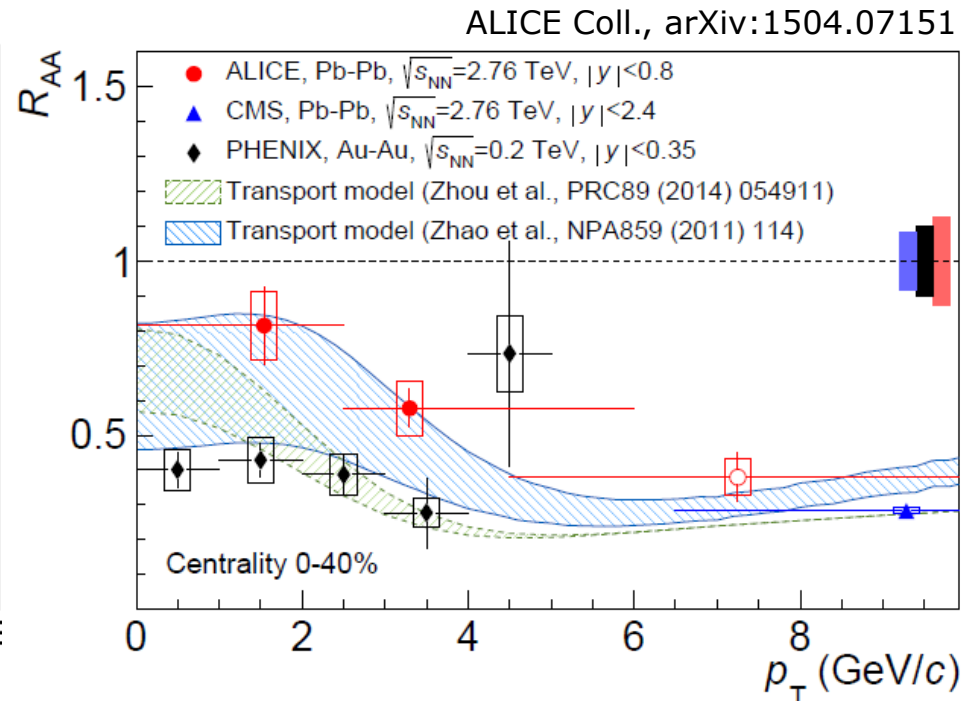 ALICE Coll., arXiv:1504.07151
R_AA
1.5
1
0.5
ALICE, Pb-Pb, √s_NN=2.76 TeV, |y|<0.8
CMS, Pb-Pb, √s_NN=2.76 TeV, |y|<2.4
PHENIX, Au-Au, √s_NN=0.2 TeV, |y|<0.35
Transport model (Zhou et al., PRC89 (2014) 054911)
Transport model (Zhao et al., NPA859 (2011) 114)
Centrality 0-40%
0 2 4 6 8
p_T (GeV/c)